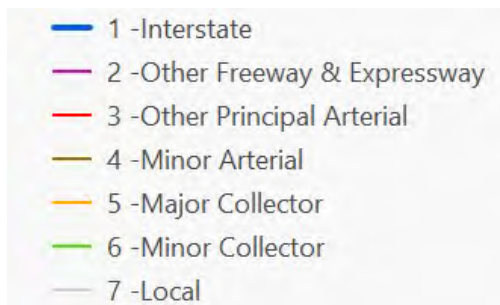 1 -Interstate
2 -Other Freeway & Expressway
3 -Other Principal Arterial
4 -Minor Arterial
5 -Major Collector
6 -Minor Collector
7 -Local